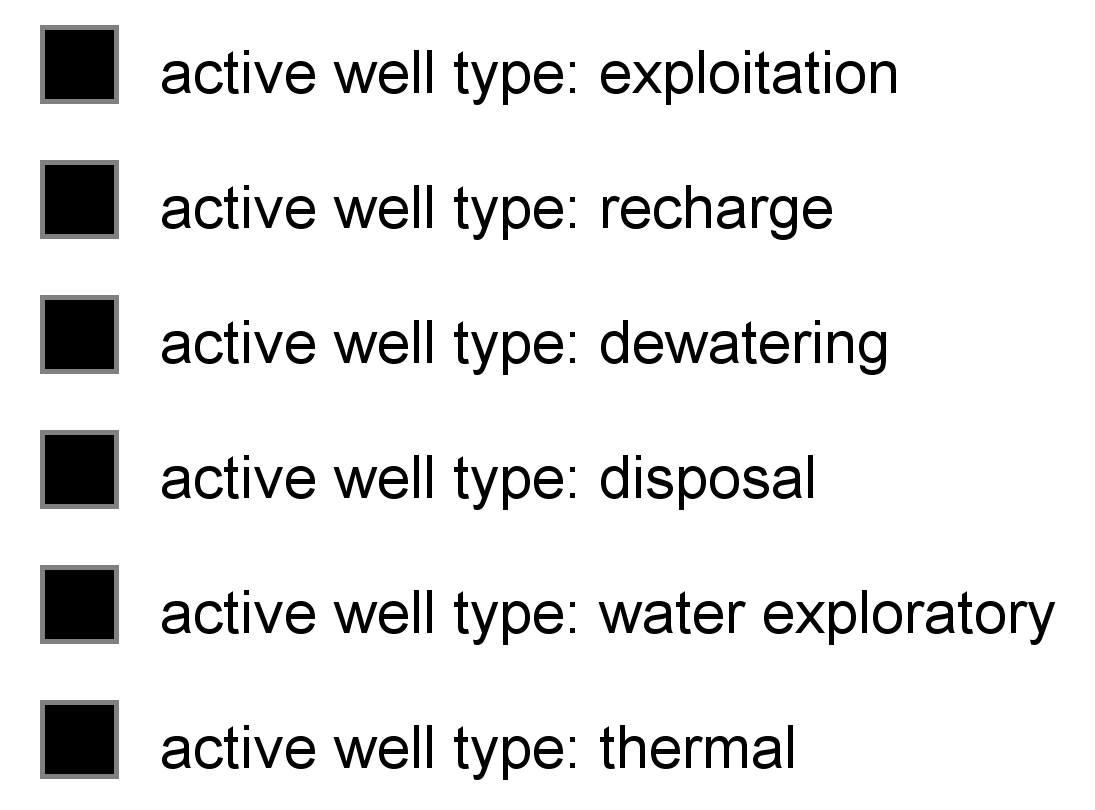 active well type: exploitation
active well type: recharge
active well type: dewatering
active well type: disposal
active well type: water exploratory
active well type: thermal